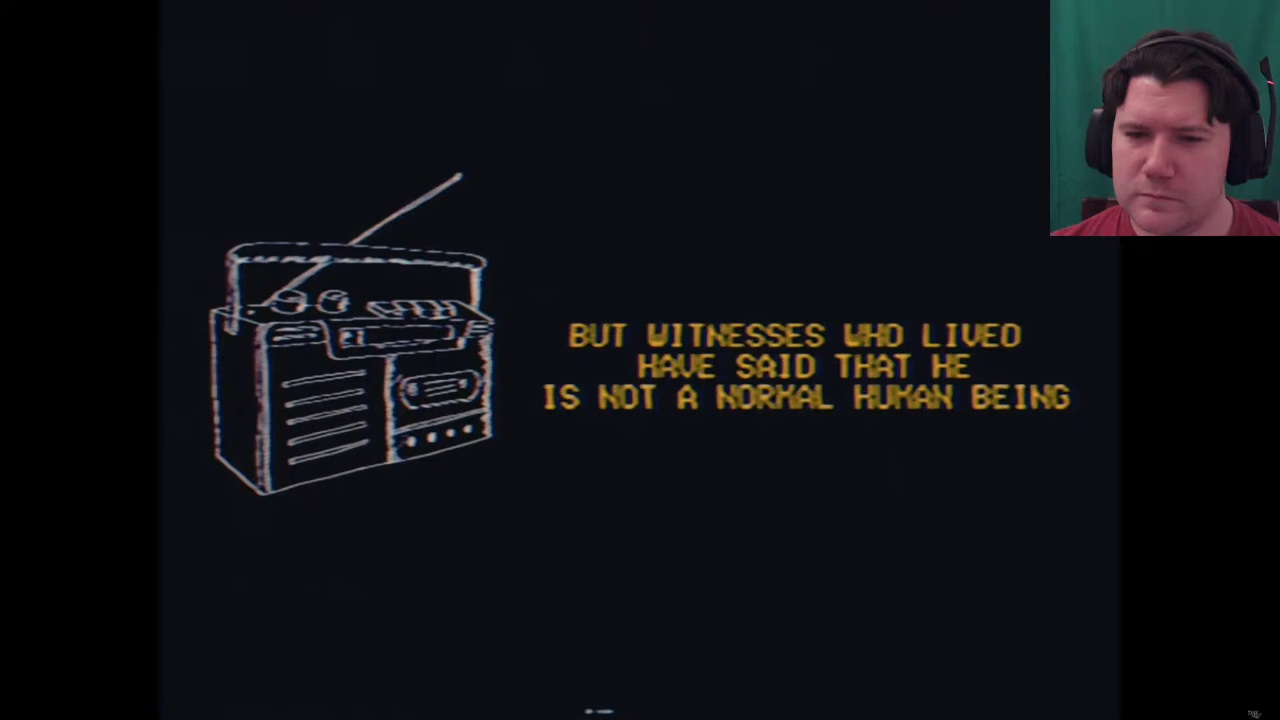 BUT WITNESSES WHO LIVED
HAVE SAID THAT HE
IS NOT A NORMAL HUMAN BEING